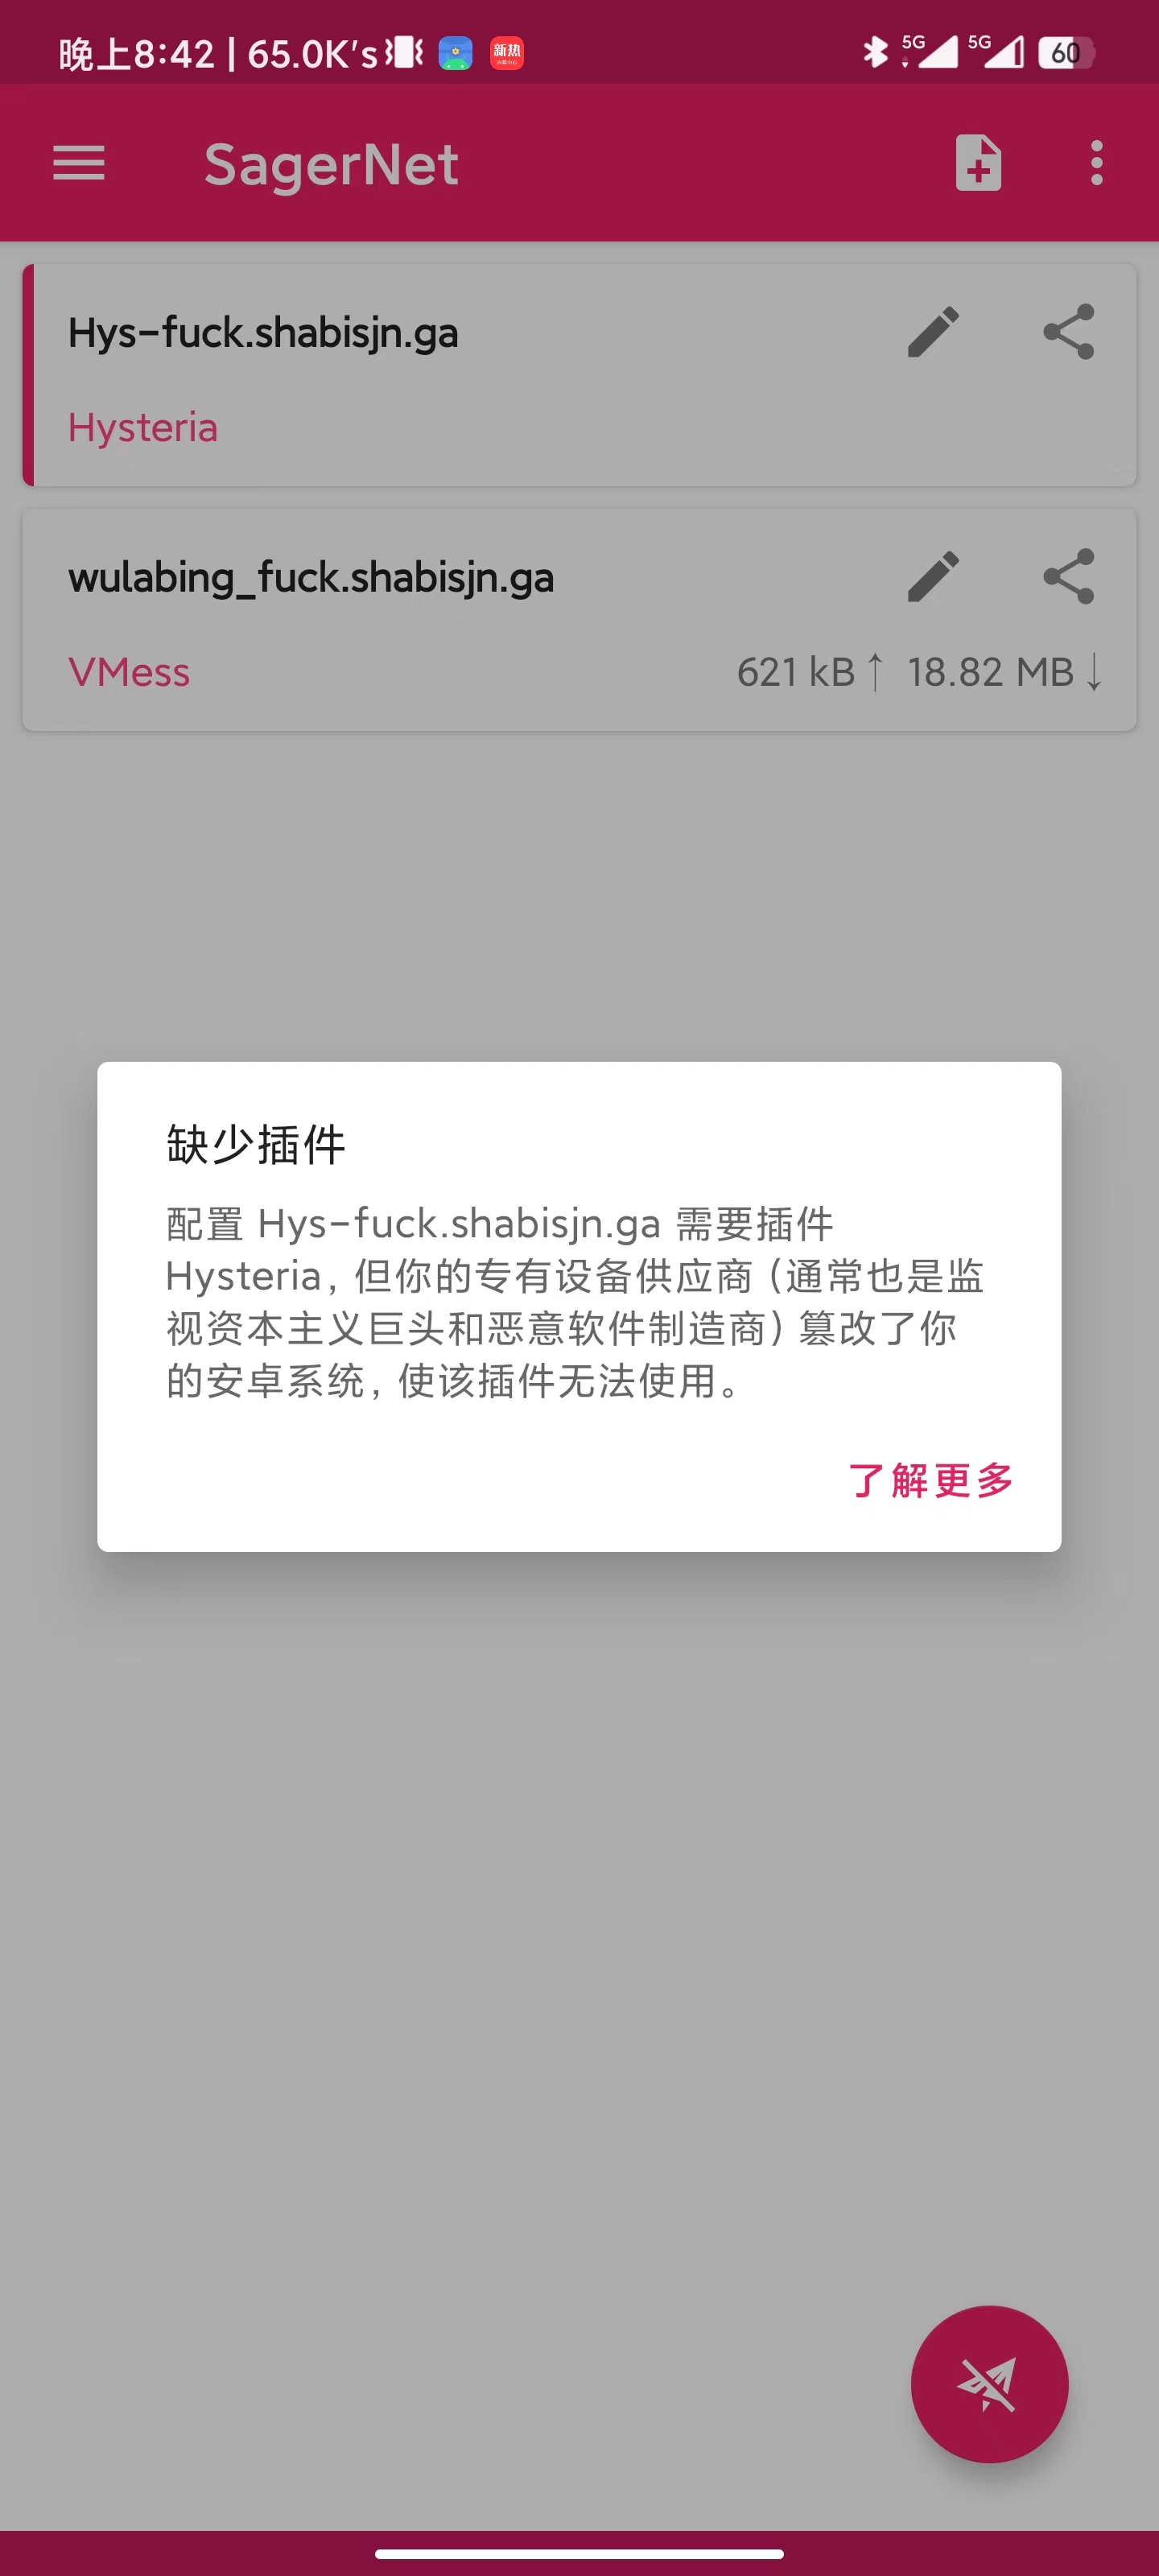 晚上8:42 | 65.0K's
新热
5G
5G
60
SagerNet
Hys-fuck.shabisjn.ga
Hysteria
wulabing_fuck.shabisjn.ga
VMess
621 kB↑ 18.82 MB↓
缺少插件
配置 Hys-fuck.shabisjn.ga 需要插件
Hysteria, 但你的专有设备供应商 (通常也是监
视资本主义巨头和恶意软件制造商) 篡改了你
的安卓系统, 使该插件无法使用。
了解更多